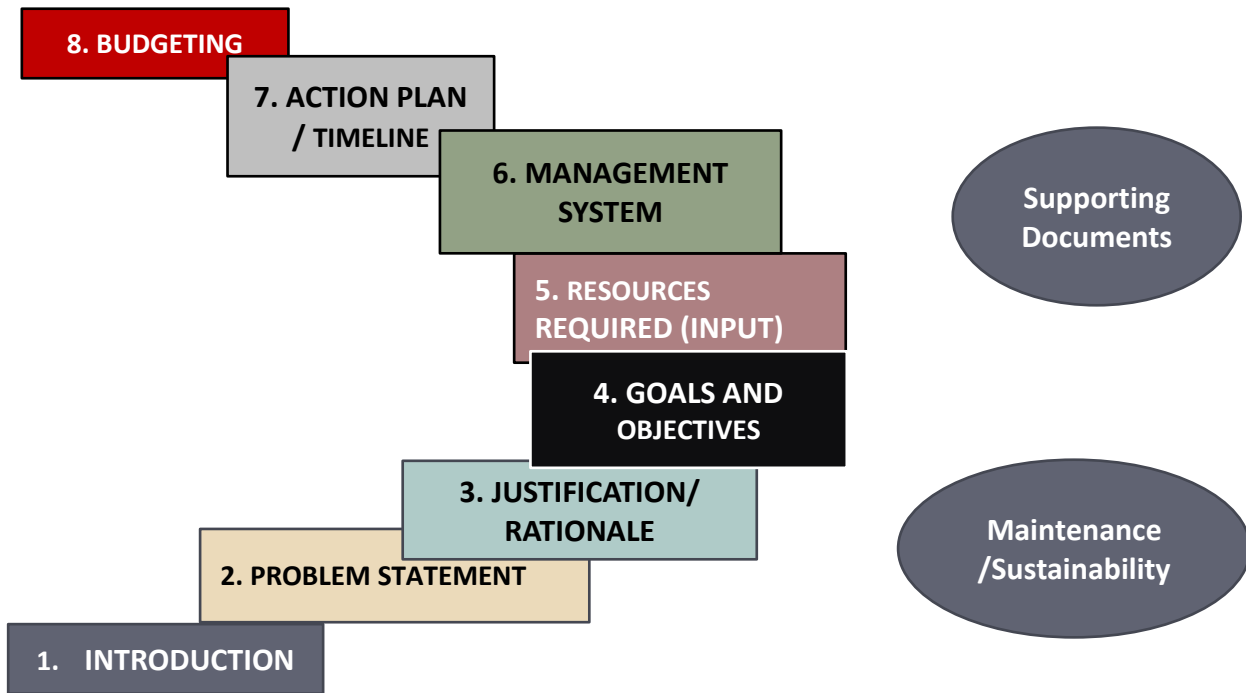 8. BUDGETING
7. ACTION PLAN
/ TIMELINE
6. MANAGEMENT
SYSTEM
5. RESOURCES
REQUIRED (INPUT)
4. GOALS AND
OBJECTIVES
3. JUSTIFICATION/
RATIONALE
2. PROBLEM STATEMENT
1. INTRODUCTION
Supporting
Documents
Maintenance
/Sustainability